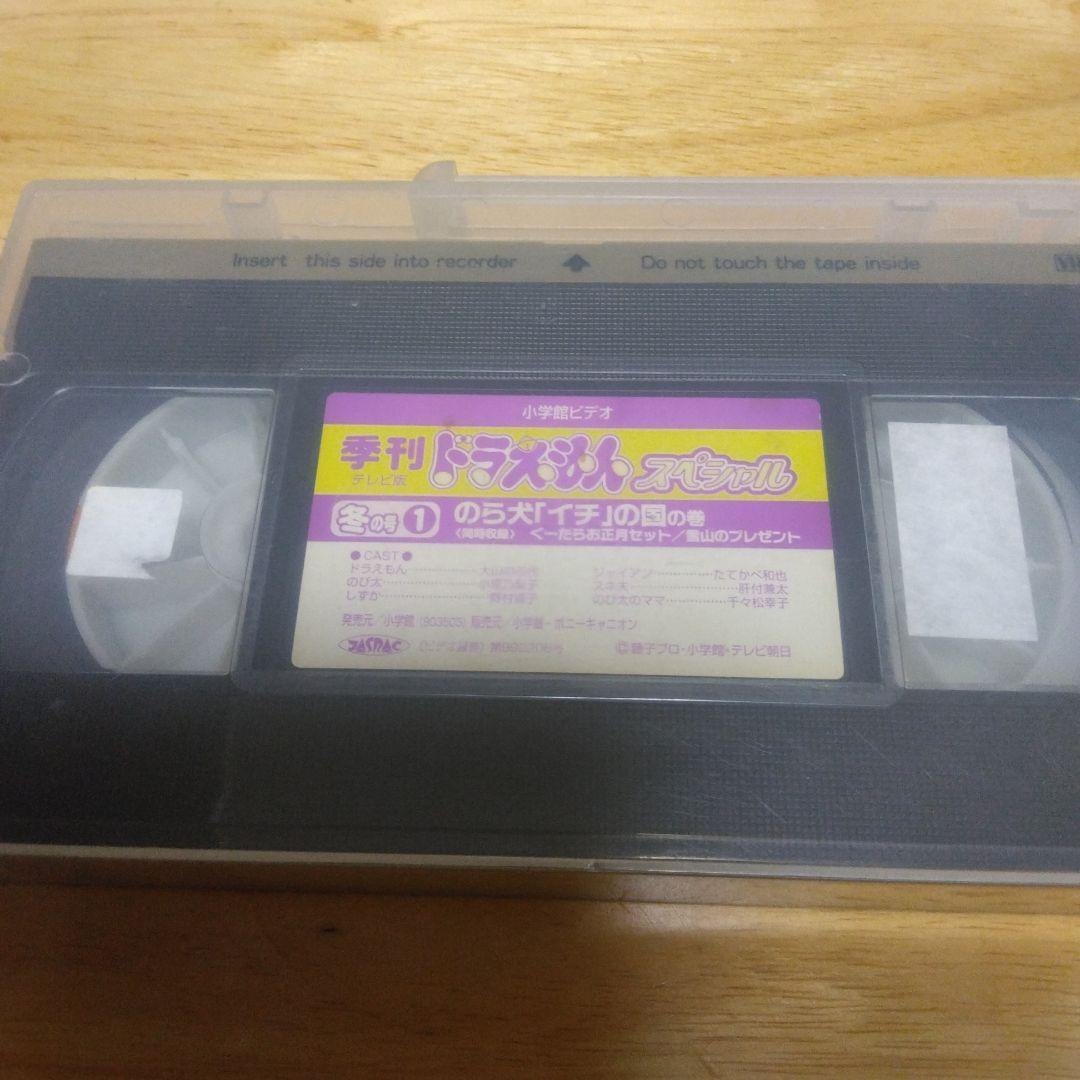 Insert this side into recorder
Do not touch the tape inside
小学館ビデオ
季刊 ドラえもん スペシャル
テレビ版
冬の号 1 のら犬「イチ」の国の巻
〈同時収録〉 ぐーたらお正月セット/雪山のプレゼント
●CAST●
ドラえもん
ジャイアン たてかべ和也
のび太
スネ夫 肝付兼太
しずか
のび太のママ 千々松幸子
発売元/小学館 (903503) 販売元/小学館・ポニーキャニオン
JASRAC
©藤子プロ・小学館・テレビ朝日